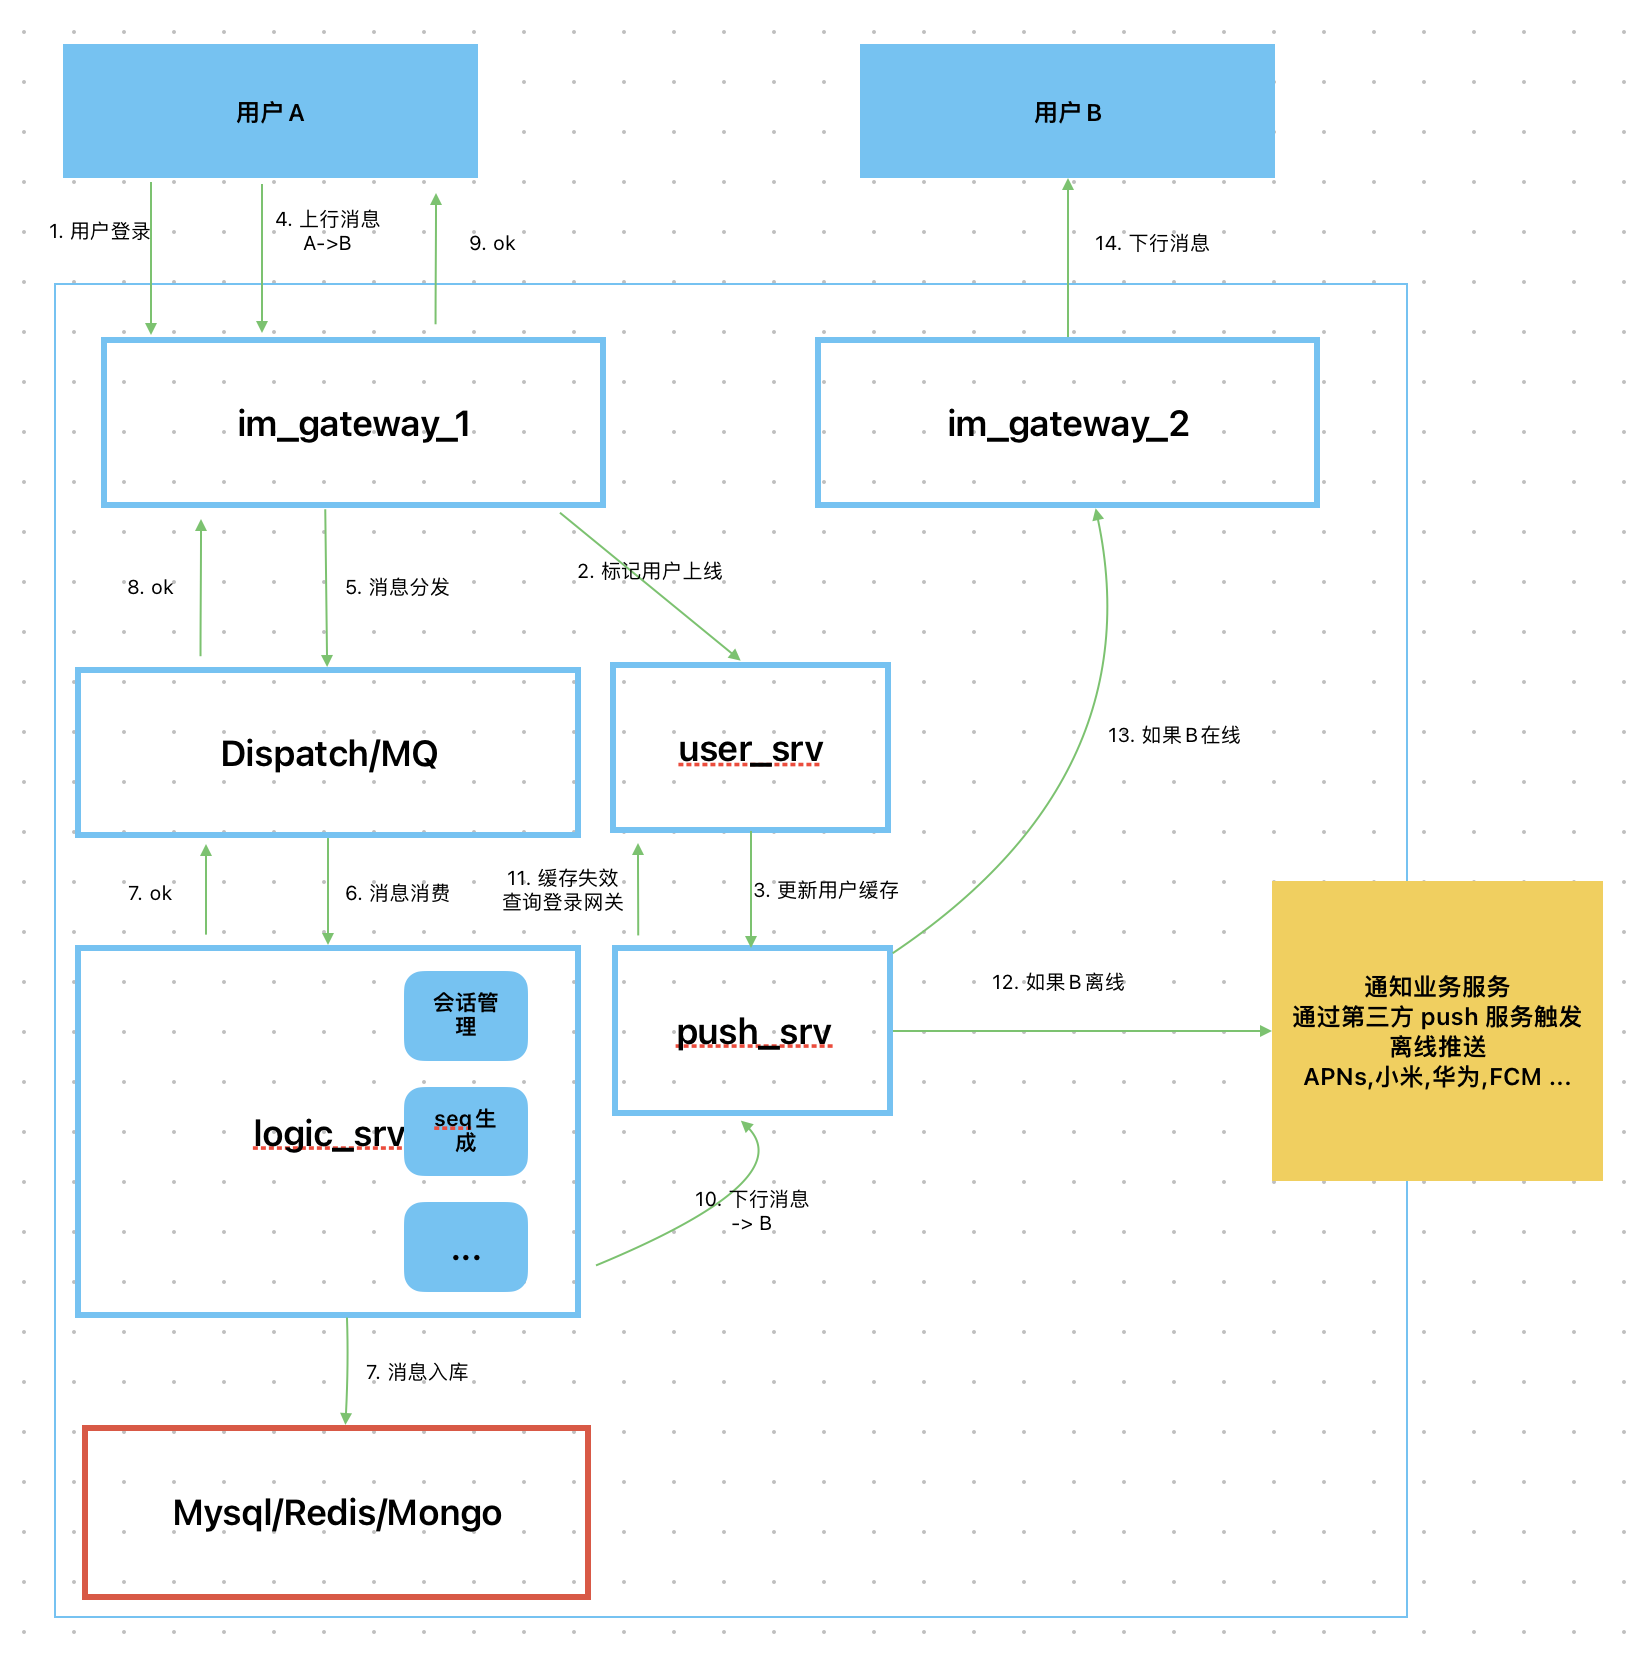 用户 A
用户 B
1. 用户登录
4. 上行消息
A->B
9. ok
14. 下行消息
im_gateway_1
im_gateway_2
8. ok
5. 消息分发
2. 标记用户上线
13. 如果 B 在线
Dispatch/MQ
user_srv
7. ok
6. 消息消费
11. 缓存失效
查询登录网关
3. 更新用户缓存
12. 如果 B 离线
通知业务服务
通过第三方 push 服务触发
离线推送
APNs,小米,华为,FCM ...
会话管
理
push_srv
logic_srv
seq 生
成
...
10. 下行消息
-> B
7. 消息入库
Mysql/Redis/Mongo